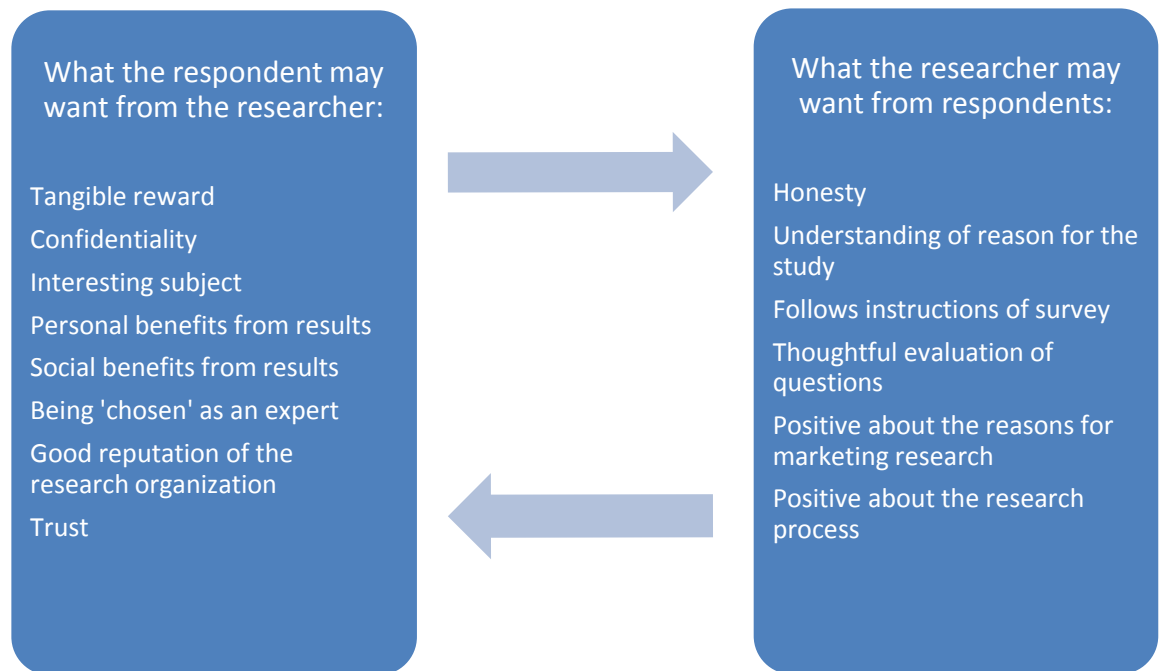 What the respondent may
want from the researcher:
Tangible reward
Confidentiality
Interesting subject
Personal benefits from results
Social benefits from results
Being 'chosen' as an expert
Good reputation of the
research organization
Trust
What the researcher may
want from respondents:
Honesty
Understanding of reason for the
study
Follows instructions of survey
Thoughtful evaluation of
questions
Positive about the reasons for
marketing research
Positive about the research
process